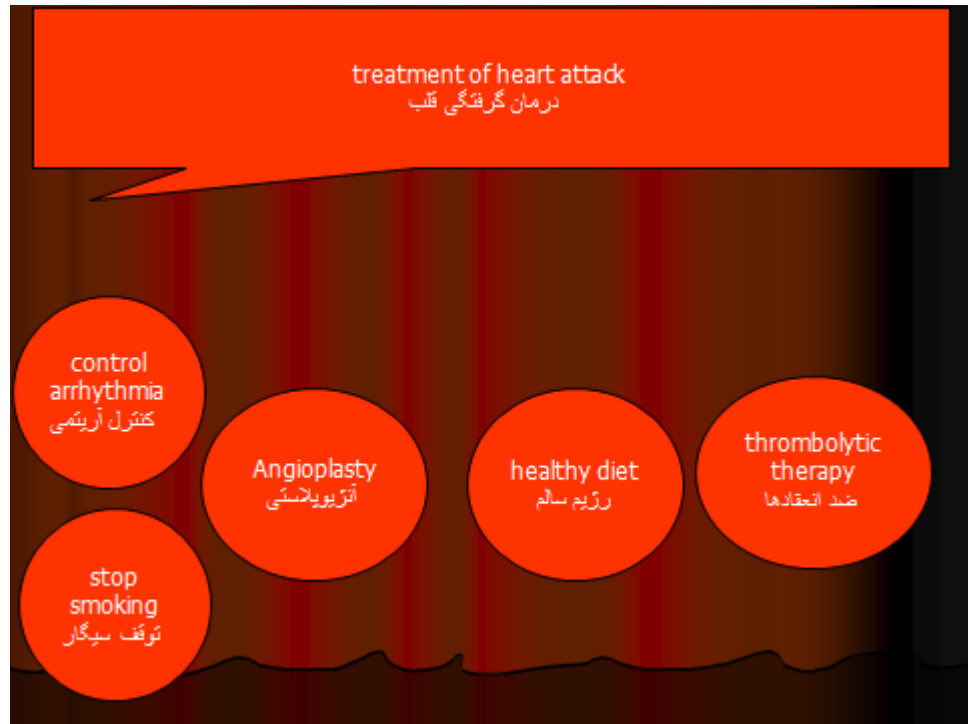 treatment of heart attack
درمان گرفتگی قلب
control
arrhythmia
کنترل آریتمی
Angioplasty
آنژیوپلاستی
healthy diet
رژیم سالم
thrombolytic
therapy
ضد انعقادها
stop
smoking
توقف سیگار